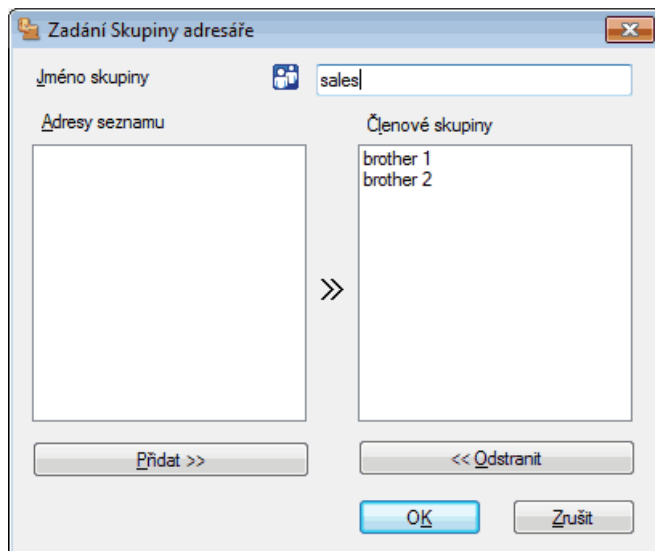 Zadání Skupiny adresáře
Jméno skupiny
sales
Adresy seznamu
Členové skupiny
brother 1
brother 2
Přidat >>
<< Odstranit
OK
Zrušit